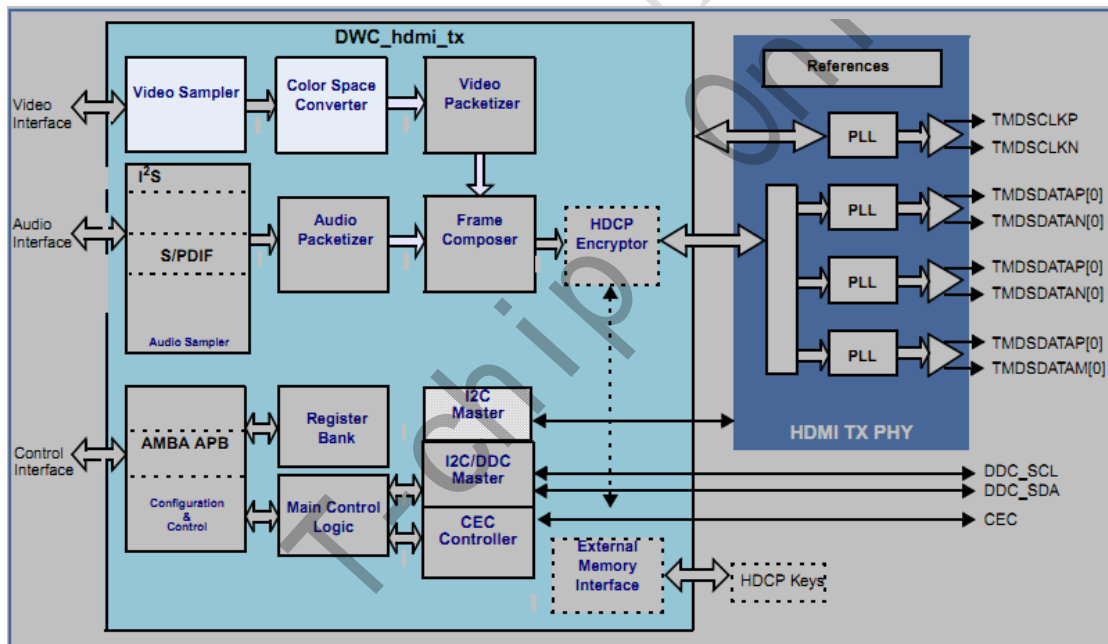 DWC_hdmi_tx
References
Video Sampler
Color Space
Converter
Video
Packetizer
Video
Interface
PLL
TMDSCLKP
TMDSCLKN
I²S
S/PDIF
Audio Sampler
Audio
Interface
Audio
Packetizer
Frame
Composer
HDCP
Encryptor
PLL
TMDSDATAP[0]
TMDSDATAN[0]
PLL
TMDSDATAP[0]
TMDSDATAN[0]
PLL
TMDSDATAP[0]
TMDSDATAM[0]
HDMI TX PHY
Control
Interface
AMBA APB
Configuration
&
Control
Register
Bank
Main Control
Logic
I2C
Master
I2C/DDC
Master
CEC
Controller
DDC_SCL
DDC_SDA
CEC
External
Memory
Interface
HDCP Keys
T-chip On